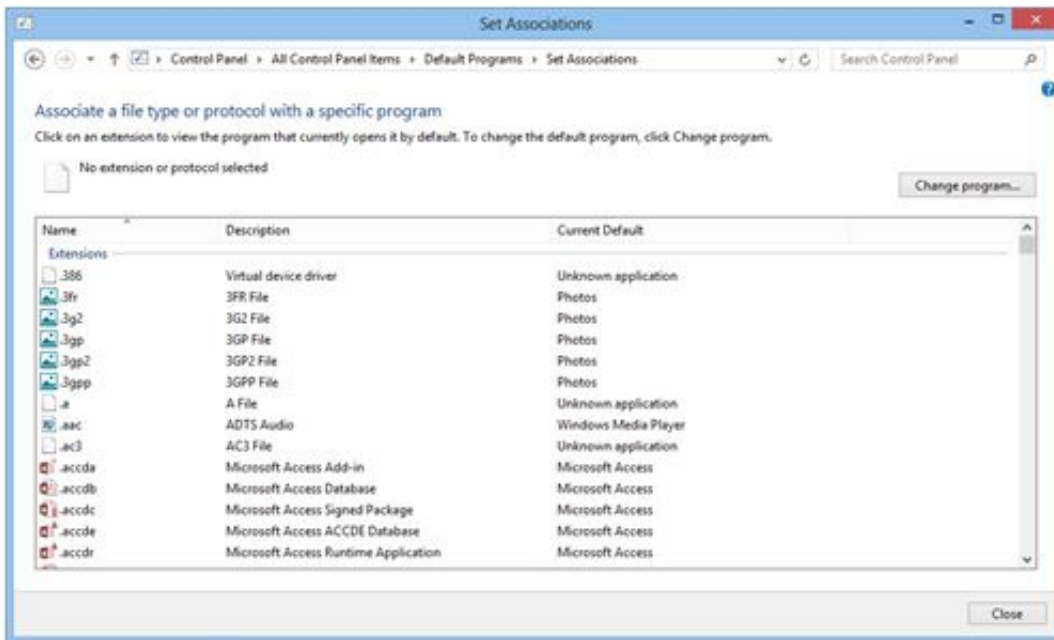 Set Associations
Control Panel All Control Panel Items Default Programs Set Associations Search Control Panel
Associate a file type or protocol with a specific program
Click on an extension to view the program that currently opens it by default. To change the default program, click Change program.
No extension or protocol selected
Change program...
Name Description Current Default
Extensions
.386 Virtual device driver Unknown application
.3fr 3FR File Photos
.3g2 3G2 File Photos
.3gp 3GP File Photos
.3gp2 3GP2 File Photos
.3gpp 3GPP File Photos
.a A File Unknown application
.aac ADTS Audio Windows Media Player
.ac3 AC3 File Unknown application
.accda Microsoft Access Add-in Microsoft Access
.accdb Microsoft Access Database Microsoft Access
.accdc Microsoft Access Signed Package Microsoft Access
.accde Microsoft Access ACCDE Database Microsoft Access
.accdr Microsoft Access Runtime Application Microsoft Access
Close